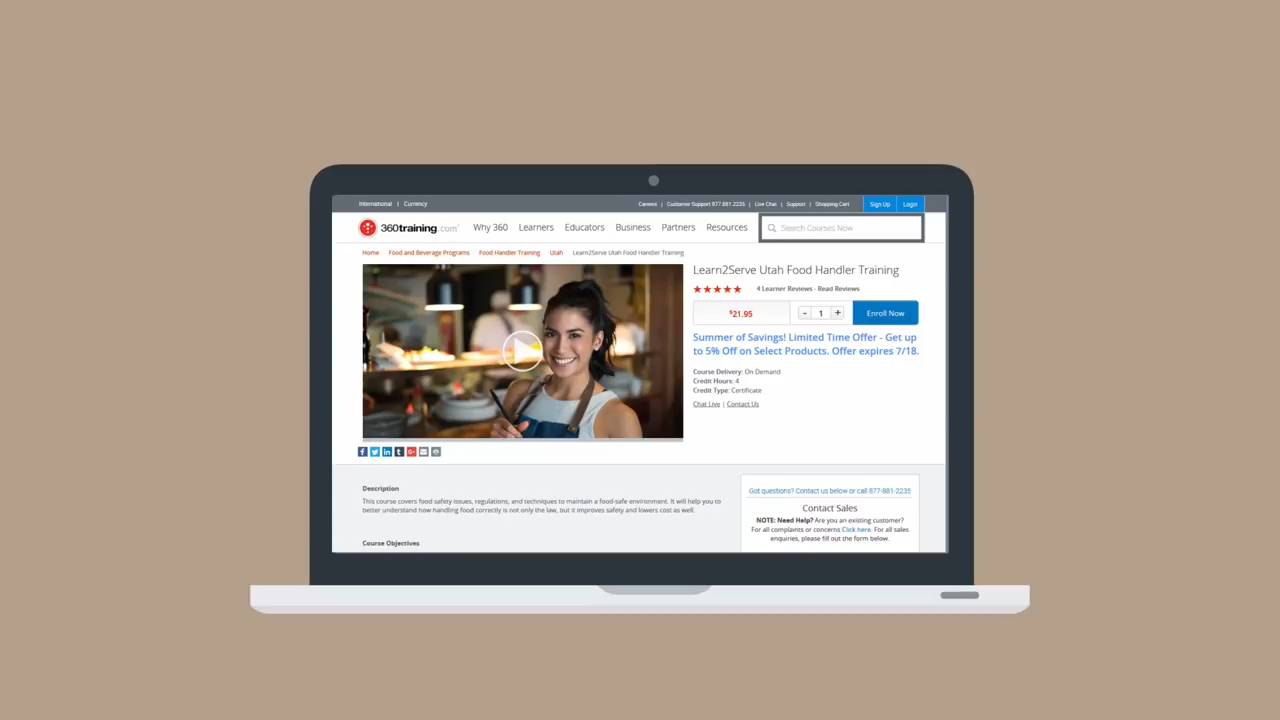 International | Currency
Careers | Customer Support 877.881.2235 | Live Chat | Support | Shopping Cart
Sign Up
Login
360training.com
Why 360
Learners
Educators
Business
Partners
Resources
Search Courses Now
Home
Food and Beverage Programs
Food Handler Training
Utah
Learn2Serve Utah Food Handler Training
Learn2Serve Utah Food Handler Training
4 Learner Reviews - Read Reviews
$21.95
- 1 +
Enroll Now
Summer of Savings! Limited Time Offer - Get up
to 5% Off on Select Products. Offer expires 7/18.
Course Delivery: On Demand
Credit Hours: 4
Credit Type: Certificate
Chat Live | Contact Us
Description
This course covers food safety issues, regulations, and techniques to maintain a food-safe environment. It will help you to
better understand how handling food correctly is not only the law, but it improves safety and lowers cost as well.
Course Objectives
Got questions? Contact us below or call 877-881-2235
Contact Sales
NOTE: Need Help? Are you an existing customer?
For all complaints or concerns Click here. For all sales
enquiries, please fill out the form below.